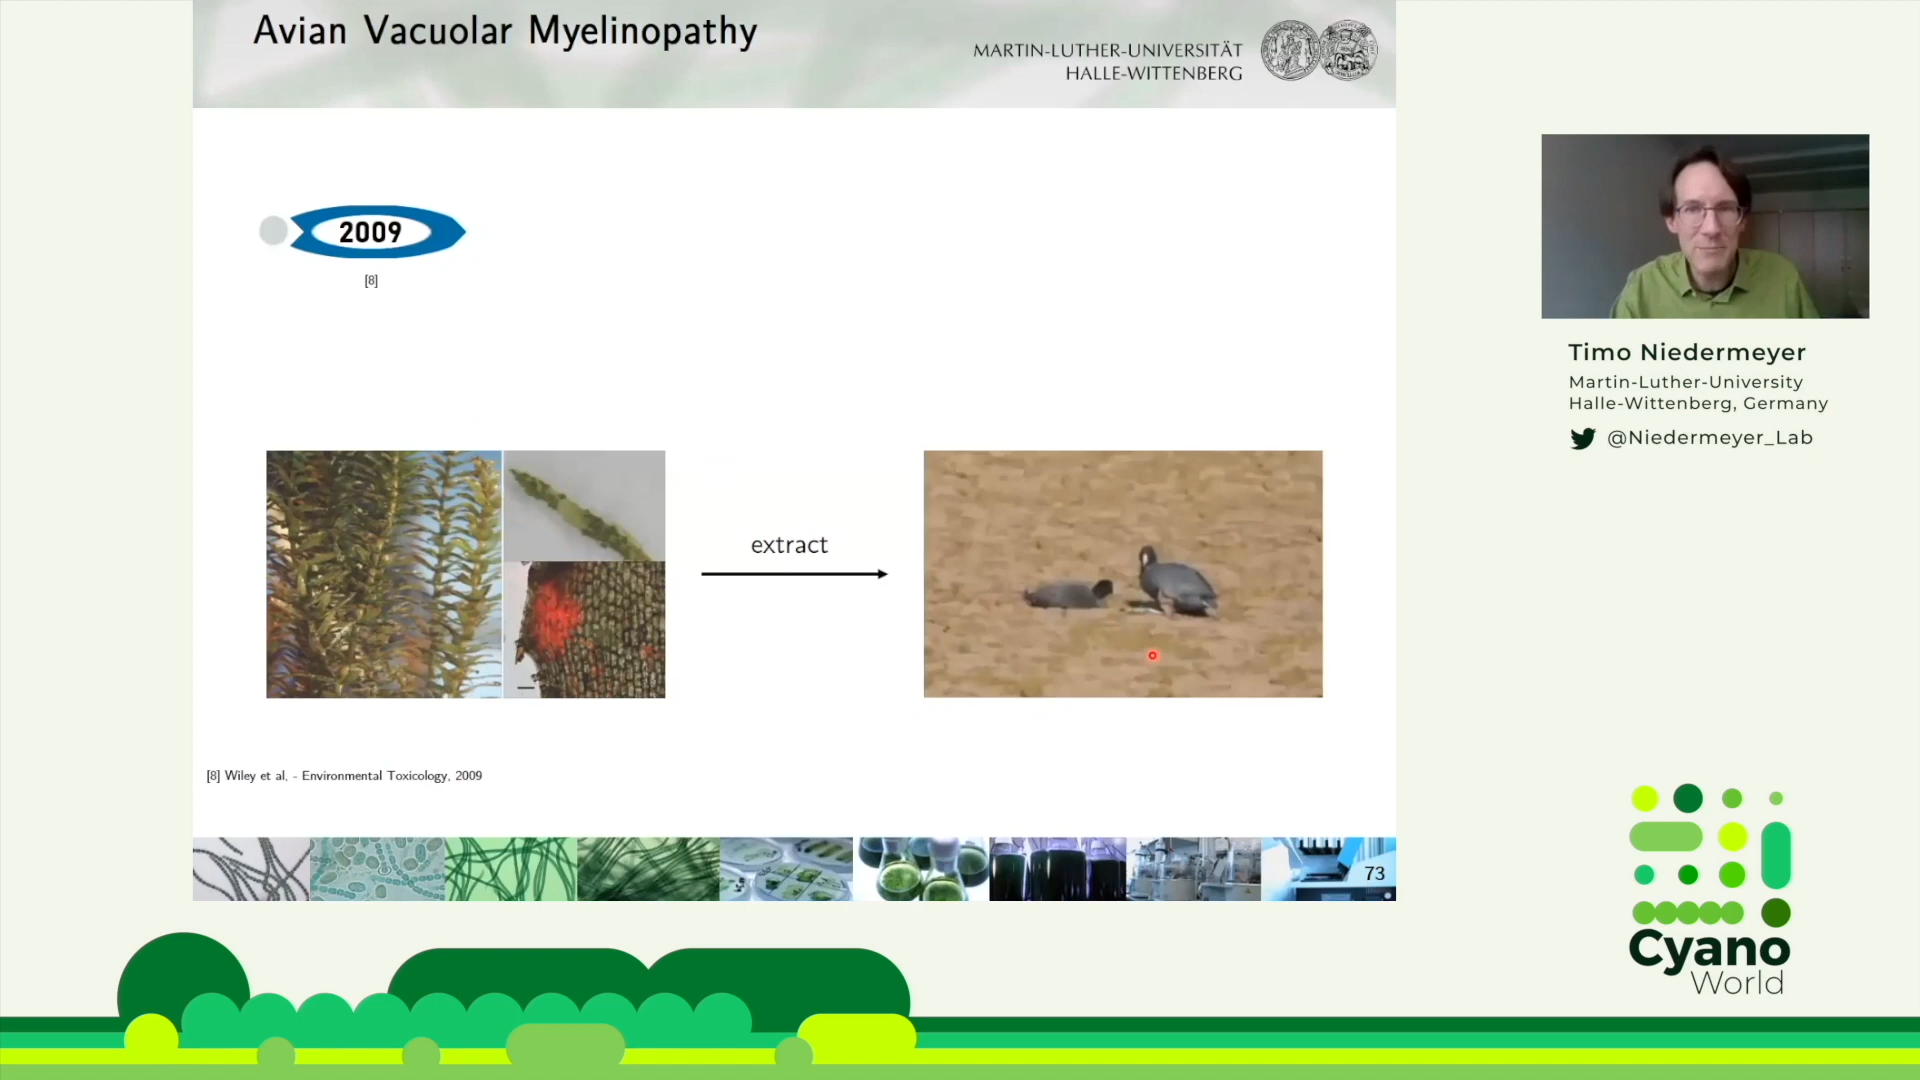 Avian Vacuolar Myelinopathy
MARTIN-LUTHER-UNIVERSITÄT
HALLE-WITTENBERG
2009
[8]
extract
[8] Wiley et al. - Environmental Toxicology, 2009
73
Timo Niedermeyer
Martin-Luther-University
Halle-Wittenberg, Germany
@Niedermeyer_Lab
Cyano
World